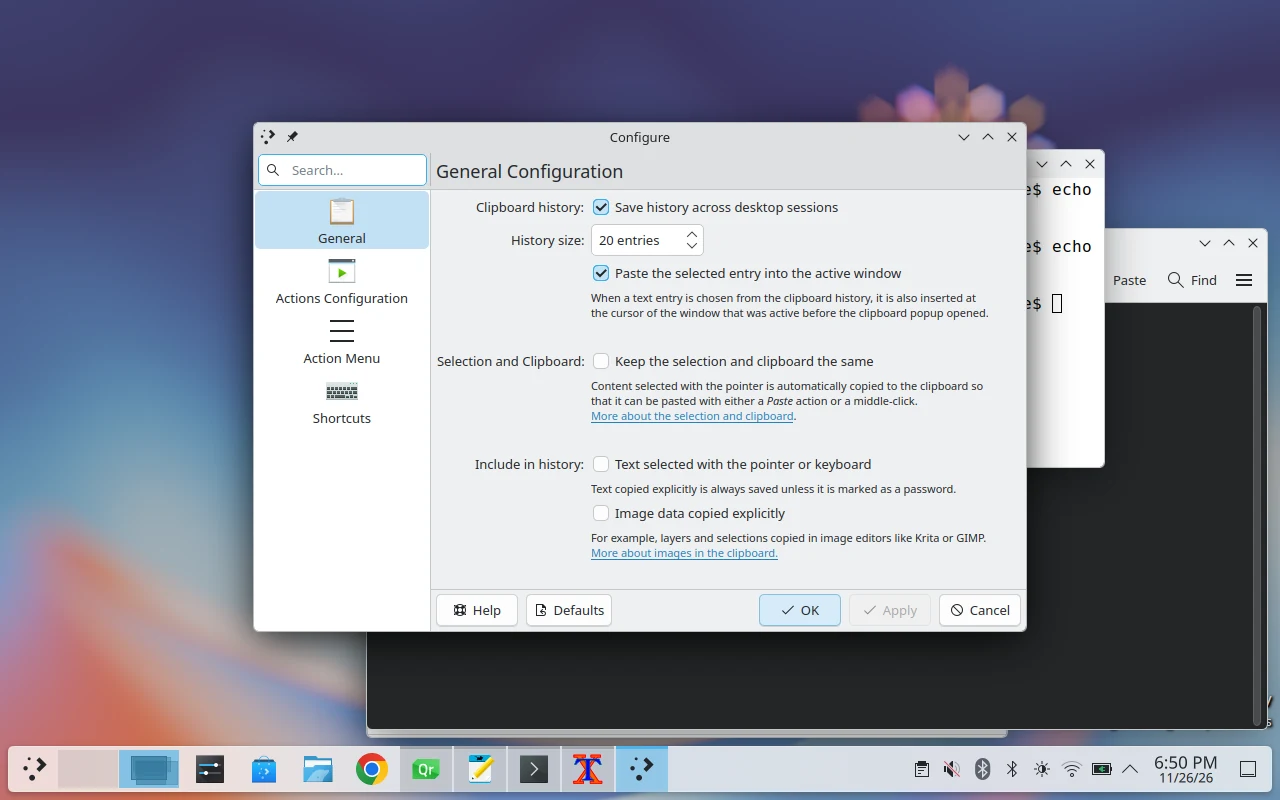 Configure
Search...
General Configuration
General
Actions Configuration
Action Menu
Shortcuts
Clipboard history:
Save history across desktop sessions
History size:
20 entries
Paste the selected entry into the active window
When a text entry is chosen from the clipboard history, it is also inserted at
the cursor of the window that was active before the clipboard popup opened.
Selection and Clipboard:
Keep the selection and clipboard the same
Content selected with the pointer is automatically copied to the clipboard so
that it can be pasted with either a Paste action or a middle-click.
More about the selection and clipboard.
Include in history:
Text selected with the pointer or keyboard
Text copied explicitly is always saved unless it is marked as a password.
Image data copied explicitly
For example, layers and selections copied in image editors like Krita or GIMP.
More about images in the clipboard.
Help
Defaults
OK
Apply
Cancel
e$ echo
e$ echo
e$
Paste
Find
Qr
6:50 PM
11/26/26